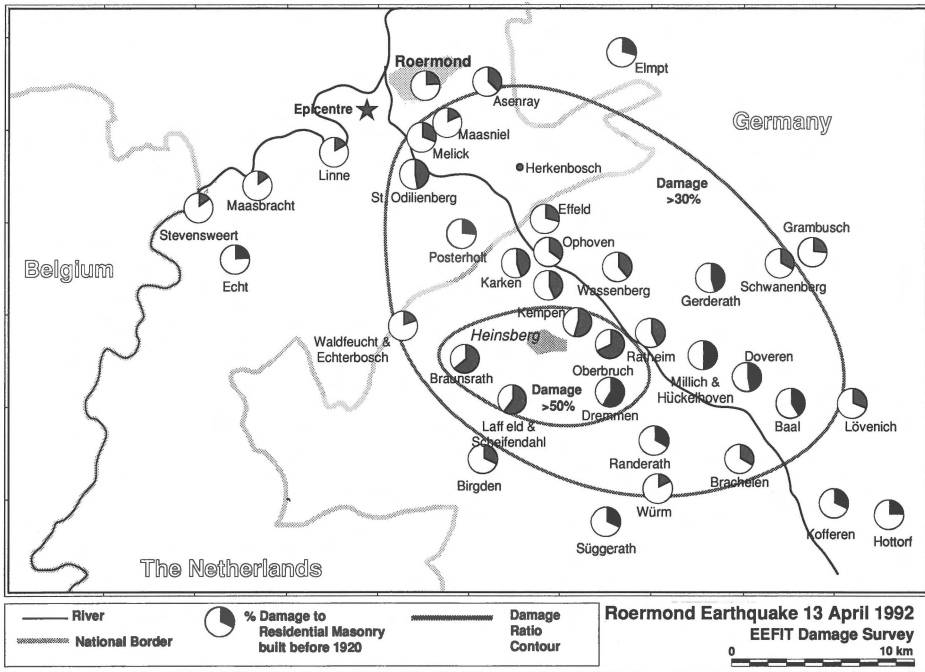 Roermond
Elmpt
Asenray
Epicentre
Germany
Maasniel
Melick
Linne
Herkenbosch
St. Odilienberg
Damage
>30%
Maasbracht
Stevensweert
Effeld
Grambusch
Posterholt
Ophoven
Belgium
Echt
Karken
Wassenberg
Gerderath
Schwanenberg
Kempen
Waldfeucht &
Echterbosch
Heinsberg
Ratheim
Oberbruch
Doveren
Braunsrath
Millich &
Hückelhoven
Damage
>50%
Dremmen
Laffeld &
Scheifendahl
Baal
Lövenich
Birgden
Randerath
Brachelen
Würm
Süggerath
Kofferen
Hottorf
The Netherlands
River
National Border
% Damage to
Residential Masonry
built before 1920
Damage
Ratio
Contour
Roermond Earthquake 13 April 1992
EEFIT Damage Survey
0 10 km